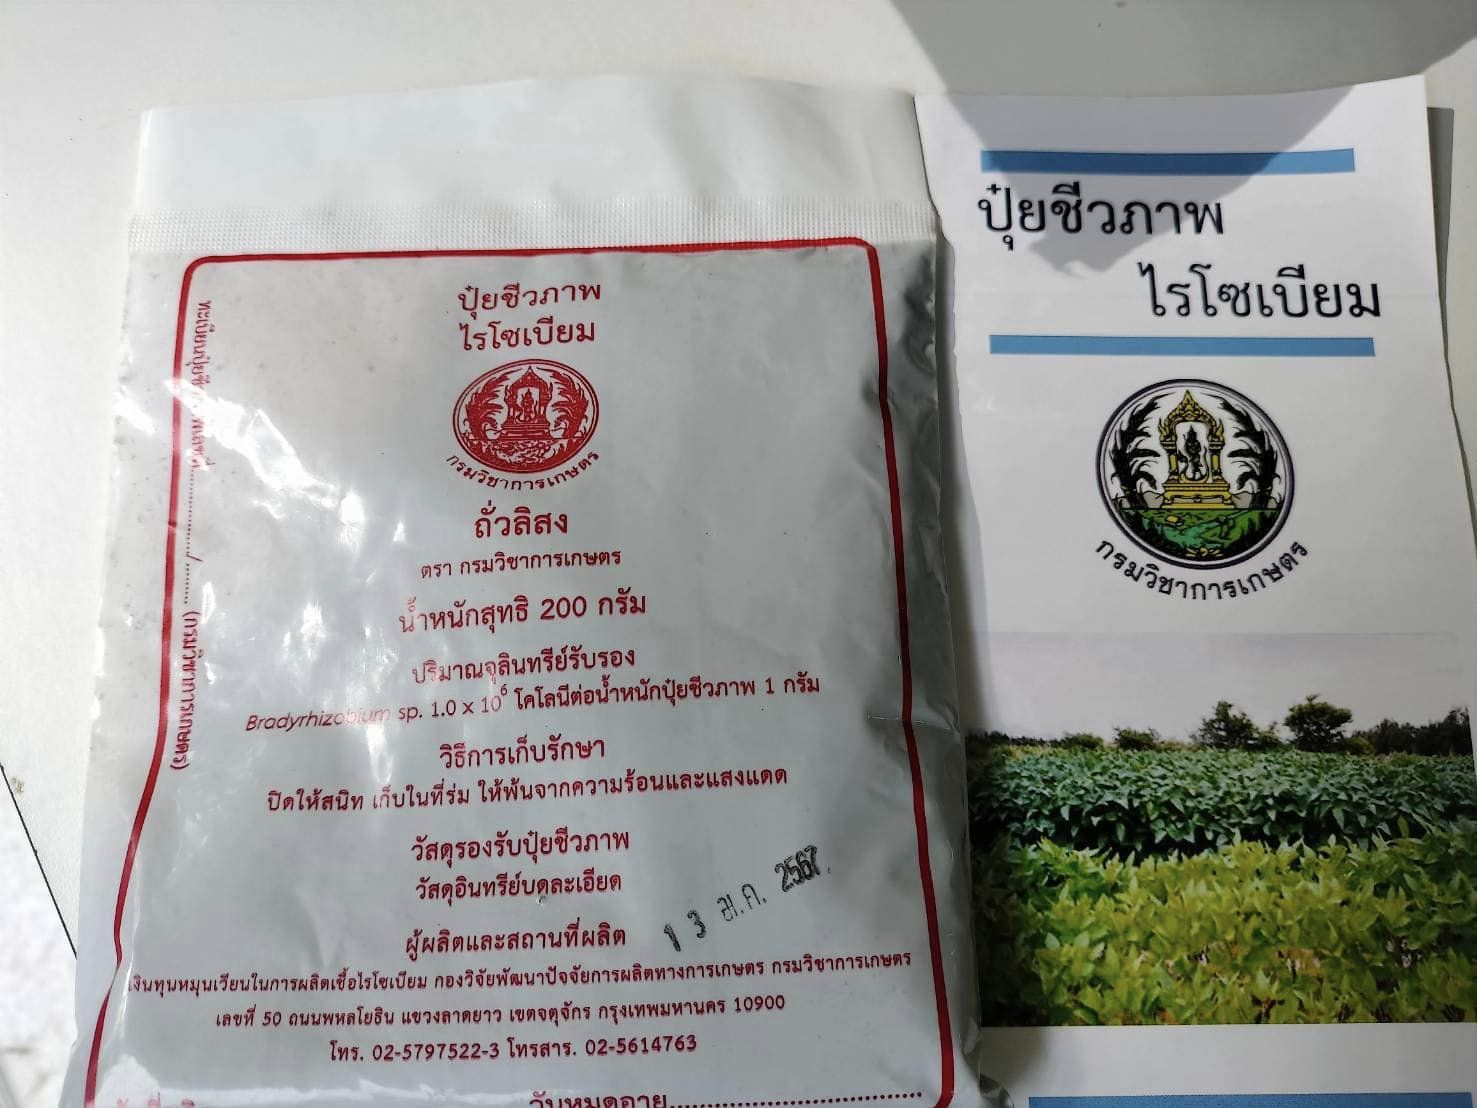 ปุ๋ยชีวภาพ
ไรโซเบียม
กรมวิชาการเกษตร
ถั่วลิสง
ตรา กรมวิชาการเกษตร
น้ำหนักสุทธิ 200 กรัม
ปริมาณจุลินทรีย์รับรอง
Bradyrhizobium sp. 1.0 x 10⁶ โคโลนีต่อน้ำหนักปุ๋ยชีวภาพ 1 กรัม
วิธีการเก็บรักษา
ปิดให้สนิท เก็บในที่ร่ม ให้พ้นจากความร้อนและแสงแดด
วัสดุรองรับปุ๋ยชีวภาพ
วัสดุอินทรีย์บดละเอียด
ผู้ผลิตและสถานที่ผลิต
13 ม.ค. 2567
เงินทุนหมุนเวียนในการผลิตเชื้อไรโซเบียม กองวิจัยพัฒนาปัจจัยการผลิตทางการเกษตร กรมวิชาการเกษตร
เลขที่ 50 ถนนพหลโยธิน แขวงลาดยาว เขตจตุจักร กรุงเทพมหานคร 10900
โทร. 02-5797522-3 โทรสาร. 02-5614763
วันหมดอายุ
(กรมวิชาการเกษตร)
ปุ๋ยชีวภาพ
ไรโซเบียม
กรมวิชาการเกษตร